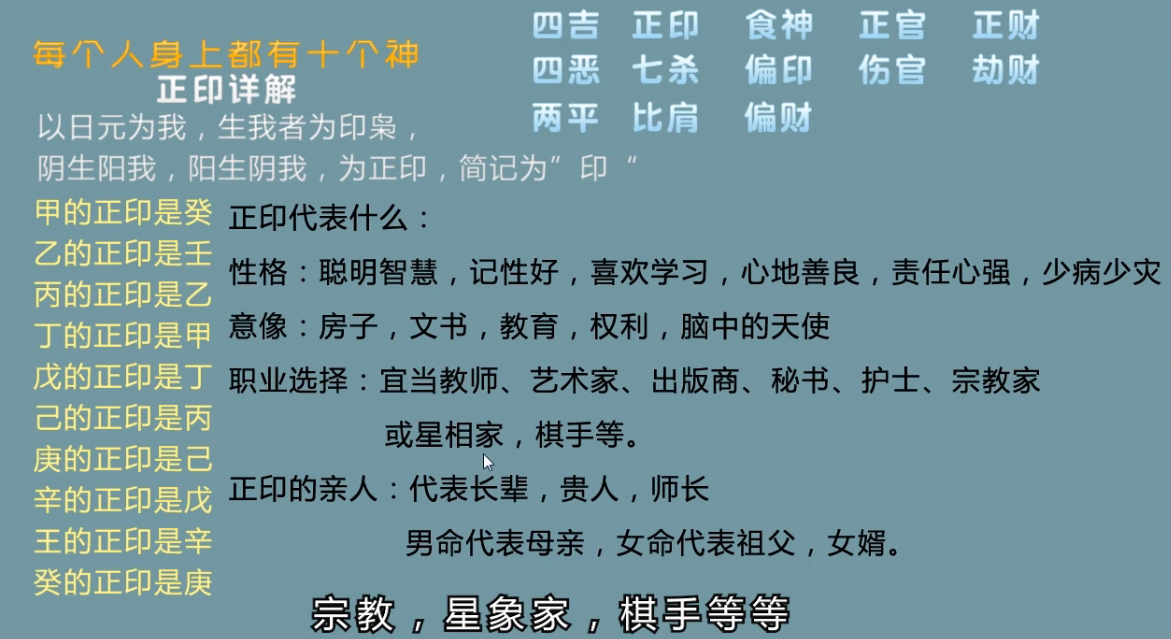 每个人身上都有十个神
正印详解
四吉 正印 食神 正官 正财
四恶 七杀 偏印 伤官 劫财
两平 比肩 偏财
以日元为我，生我者为印枭，
阴生阳我，阳生阴我，为正印，简记为”印“
甲的正印是癸
乙的正印是壬
丙的正印是乙
丁的正印是甲
戊的正印是丁
己的正印是丙
庚的正印是己
辛的正印是戊
王的正印是辛
癸的正印是庚
正印代表什么：
性格：聪明智慧，记性好，喜欢学习，心地善良，责任心强，少病少灾
意像：房子，文书，教育，权利，脑中的天使
职业选择：宜当教师、艺术家、出版商、秘书、护士、宗教家
或星相家，棋手等。
正印的亲人：代表长辈，贵人，师长
男命代表母亲，女命代表祖父，女婿。
宗教，星象家，棋手等等